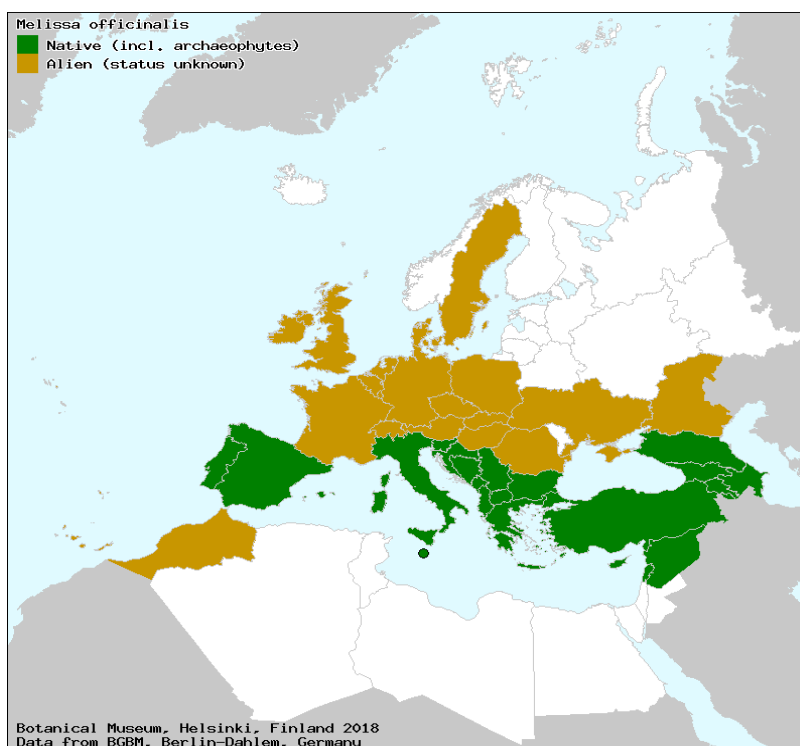 Melissa officinalis
Native (incl. archaeophytes)
Alien (status unknown)
Botanical Museum, Helsinki, Finland 2018
Data from BGBM, Berlin-Dahlem, Germany